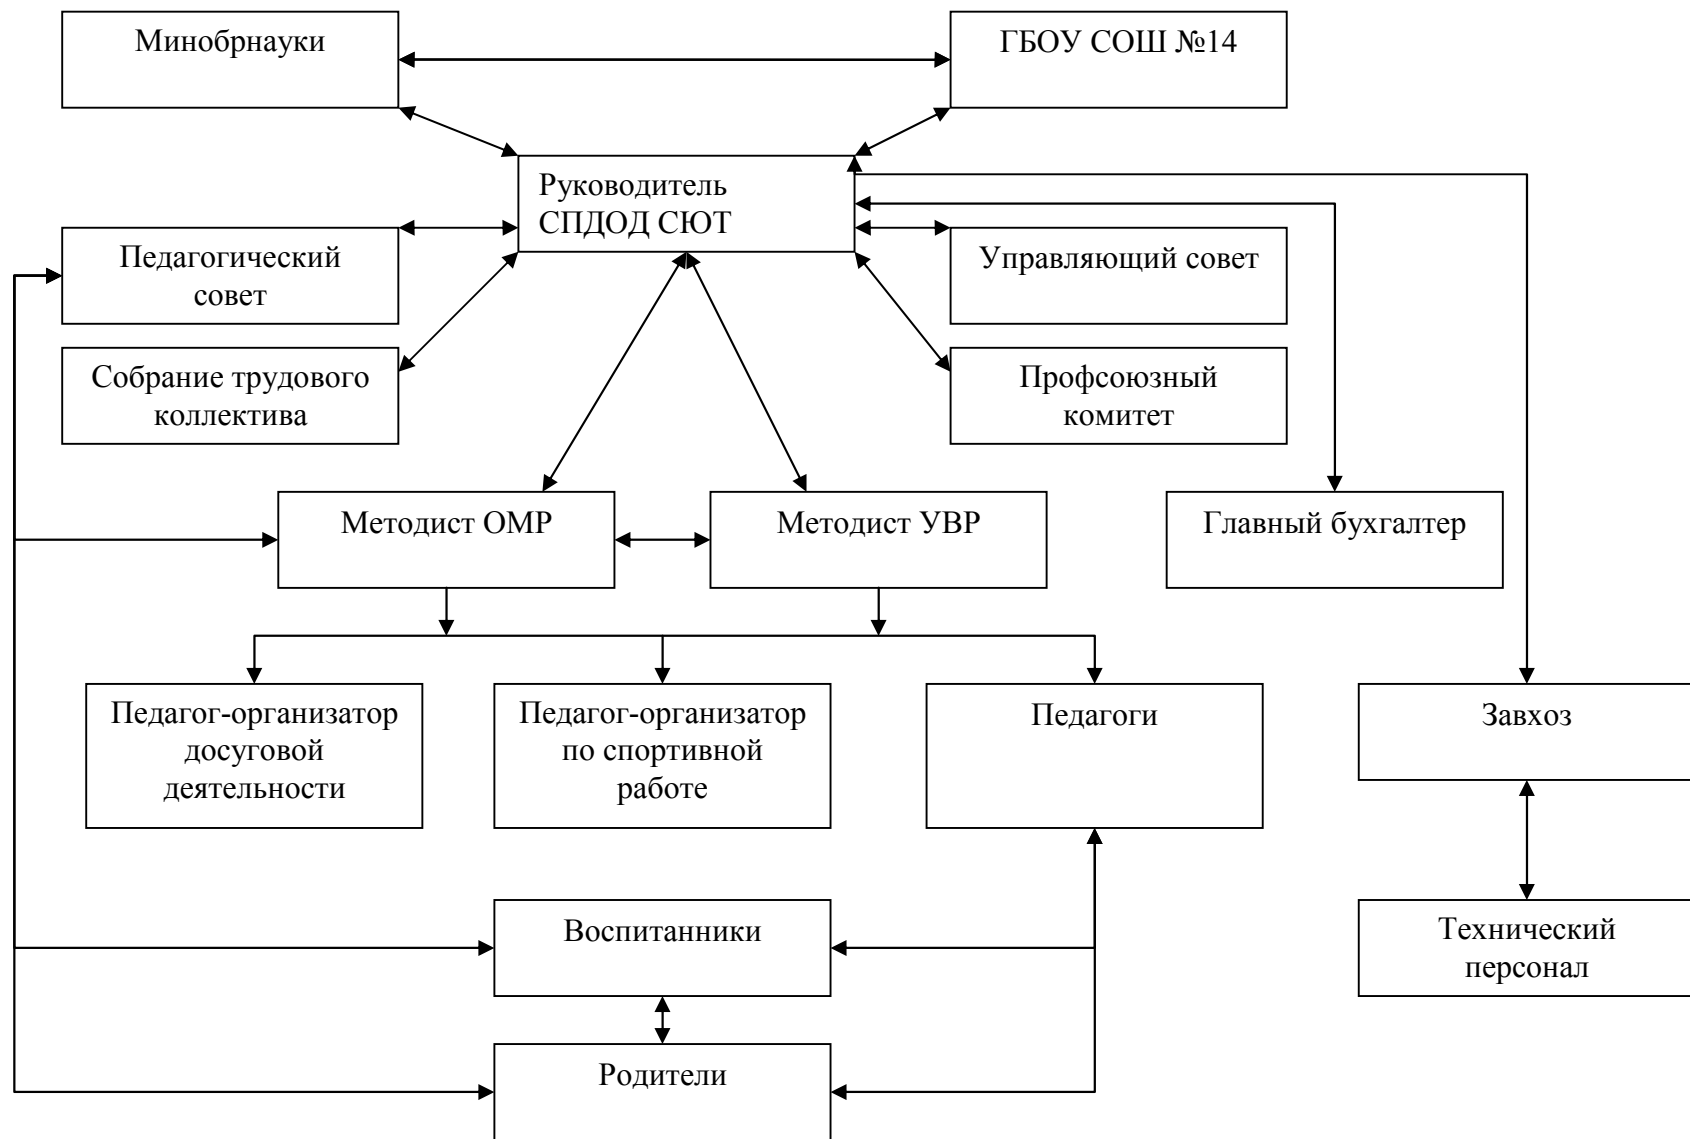 Минобрнауки
ГБОУ СОШ №14
Руководитель
СПДОД СЮТ
Педагогический
совет
Управляющий совет
Собрание трудового
коллектива
Профсоюзный
комитет
Методист ОМР
Методист УВР
Главный бухгалтер
Педагог-организатор
досуговой
деятельности
Педагог-организатор
по спортивной
работе
Педагоги
Завхоз
Воспитанники
Технический
персонал
Родители